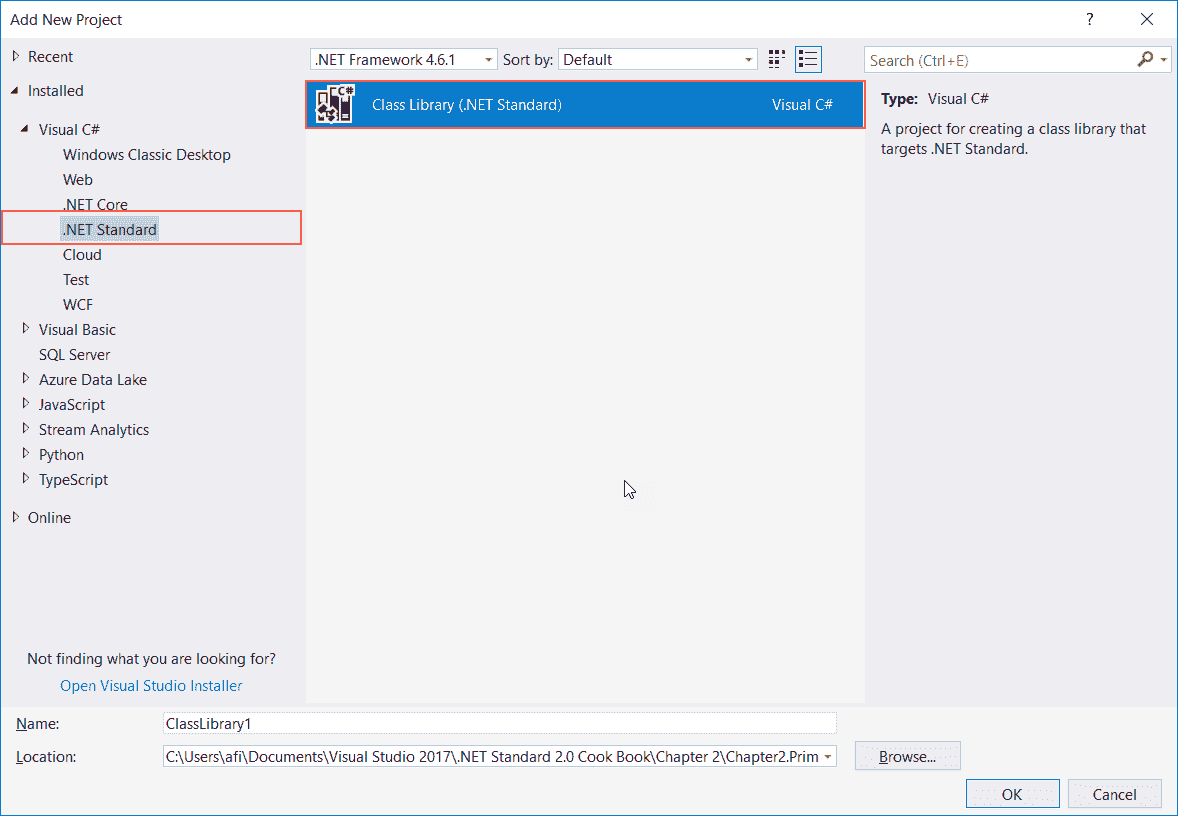 Add New Project
?
Recent
Installed
Visual C#
Windows Classic Desktop
Web
.NET Core
.NET Standard
Cloud
Test
WCF
Visual Basic
SQL Server
Azure Data Lake
JavaScript
Stream Analytics
Python
TypeScript
Online
Not finding what you are looking for?
Open Visual Studio Installer
.NET Framework 4.6.1 Sort by: Default
C# Class Library (.NET Standard) Visual C#
Search (Ctrl+E)
Type: Visual C#
A project for creating a class library that
targets .NET Standard.
Name: ClassLibrary1
Location: C:\Users\afi\Documents\Visual Studio 2017\.NET Standard 2.0 Cook Book\Chapter 2\Chapter2.Prim
Browse...
OK Cancel